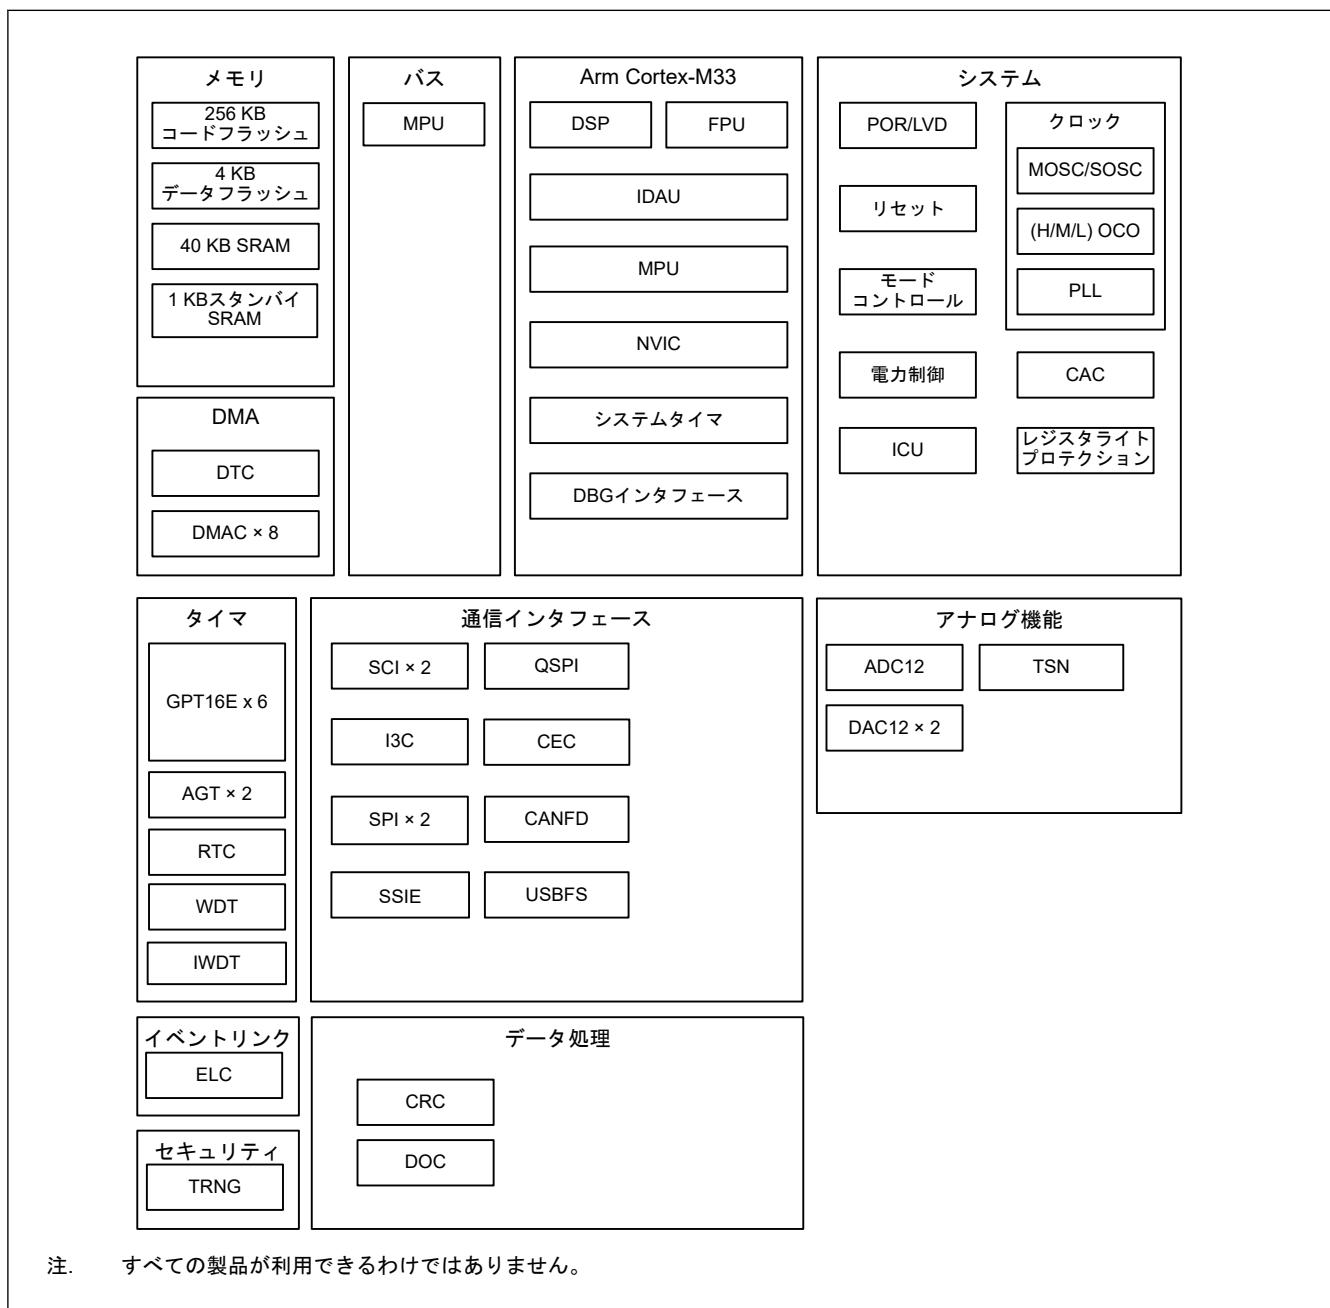 メモリ
256 KB
コードフラッシュ
4 KB
データフラッシュ
40 KB SRAM
1 KBスタンバイ
SRAM
DMA
DTC
DMAC × 8
バス
MPU
Arm Cortex-M33
DSP
FPU
IDAU
MPU
NVIC
システムタイマ
DBGインタフェース
システム
POR/LVD
リセット
モード
コントロール
電力制御
ICU
クロック
MOSC/SOSC
(H/M/L) OCO
PLL
CAC
レジスタライト
プロテクション
タイマ
GPT16E x 6
AGT × 2
RTC
WDT
IWDT
通信インタフェース
SCI × 2
QSPI
I3C
CEC
SPI × 2
CANFD
SSIE
USBFS
アナログ機能
ADC12
TSN
DAC12 × 2
イベントリンク
ELC
セキュリティ
TRNG
データ処理
CRC
DOC
注. すべての製品が利用できるわけではありません。